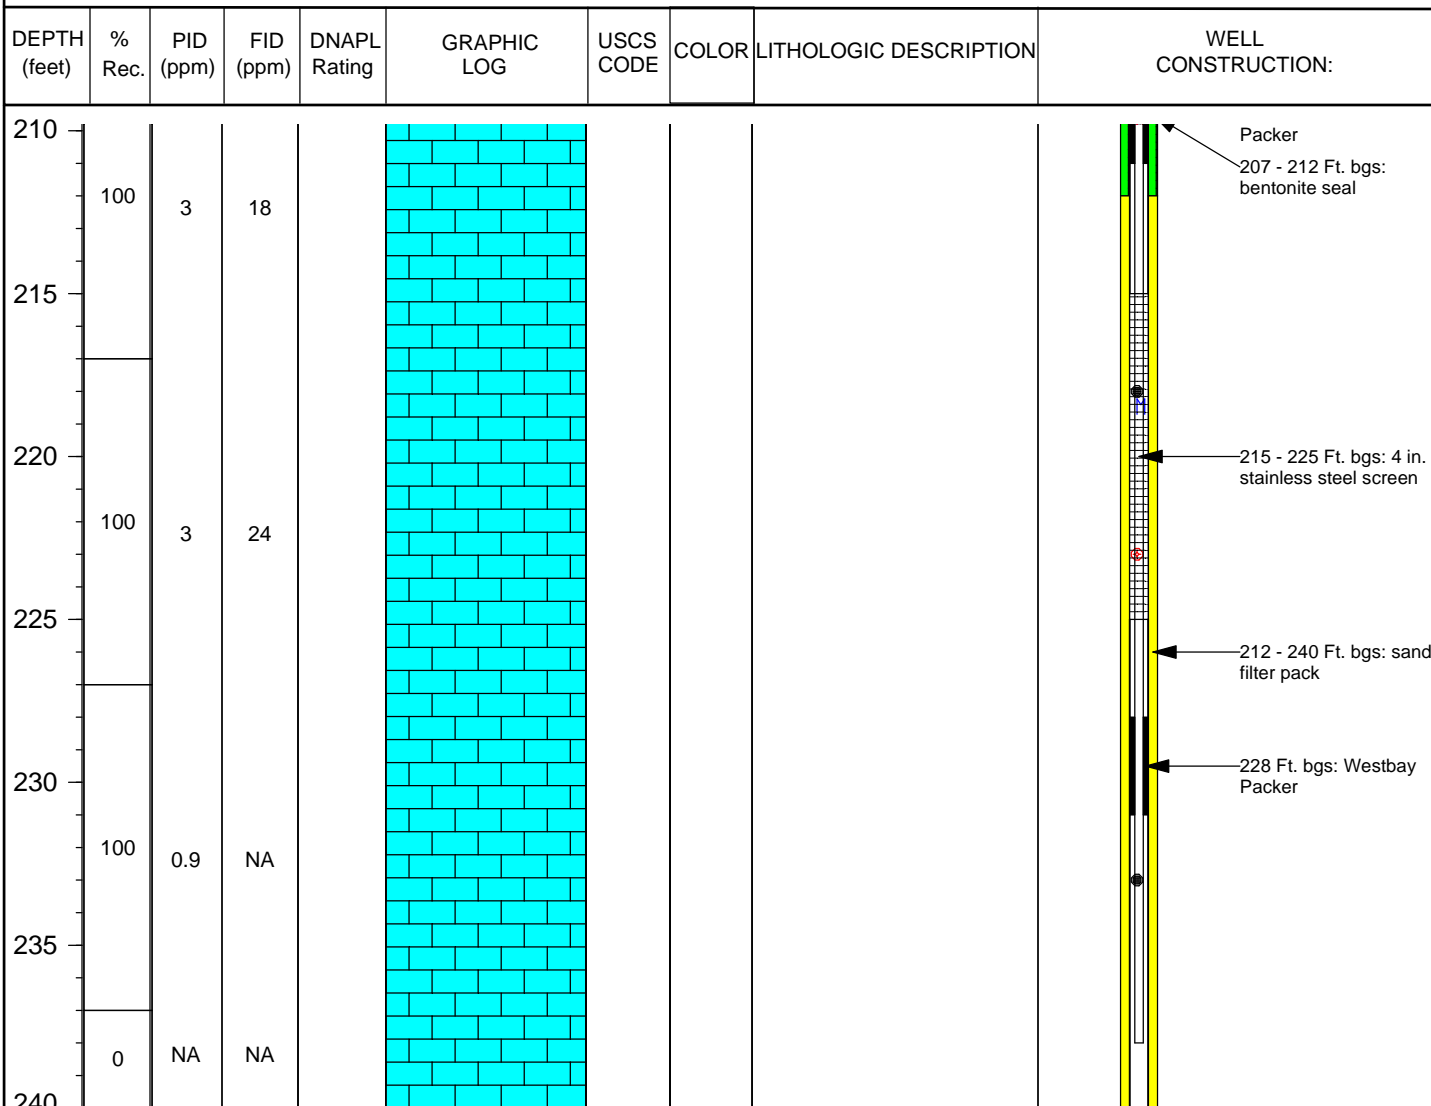 DEPTH (feet) % Rec. PID (ppm) FID (ppm) DNAPL Rating GRAPHIC LOG USCS CODE COLOR LITHOLOGIC DESCRIPTION WELL CONSTRUCTION:
210
Packer
207 - 212 Ft. bgs:
bentonite seal
100 3 18
215
M
220
215 - 225 Ft. bgs: 4 in.
stainless steel screen
100 3 24
225
212 - 240 Ft. bgs: sand
filter pack
230
228 Ft. bgs: Westbay
Packer
100 0.9 NA
235
0 NA NA
240